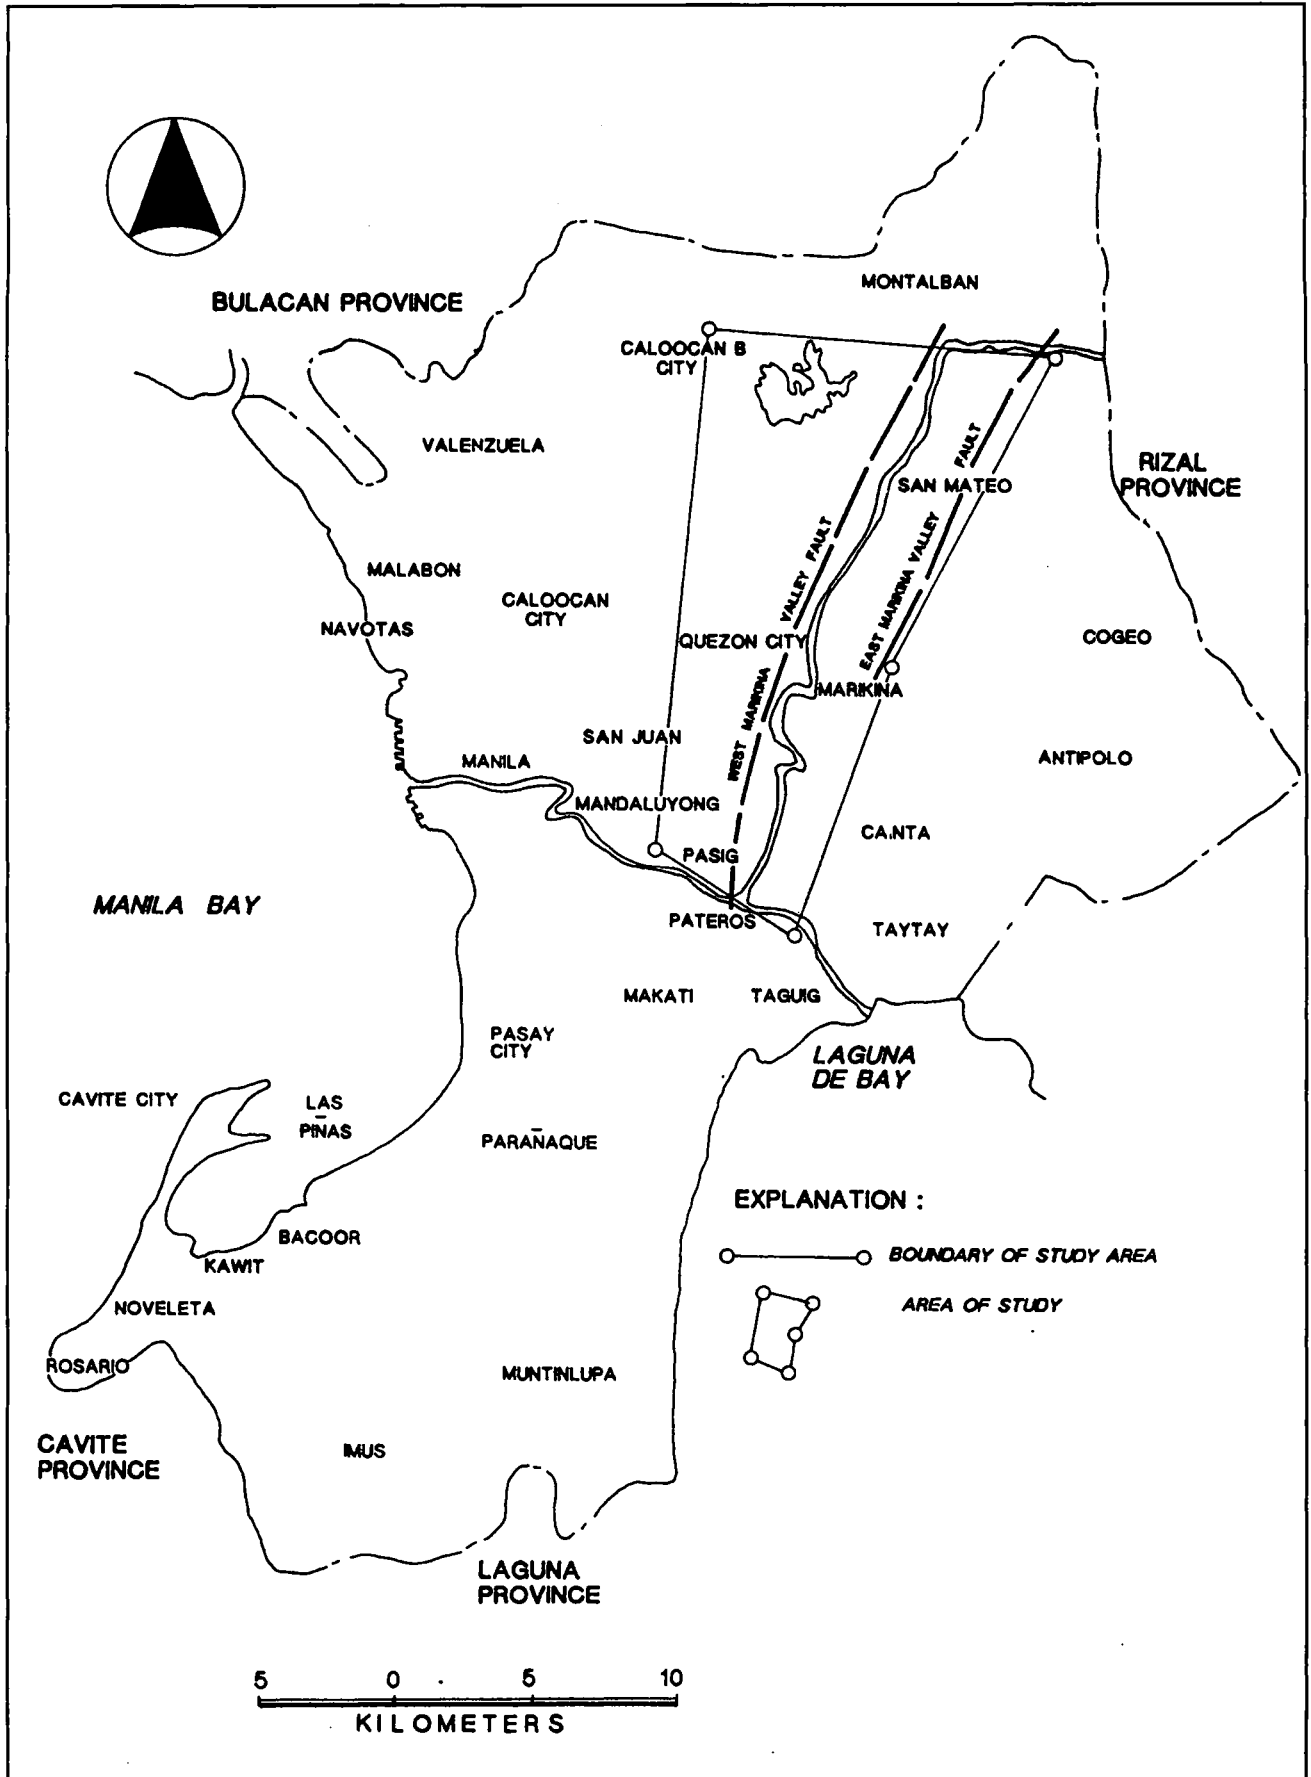 MONTALBAN
BULACAN PROVINCE
CALOOCAN B
CITY
VALENZUELA
FAULT
RIZAL
PROVINCE
SAN MATEO
WEST MARIKINA VALLEY FAULT
EAST MARIKINA VALLEY
MALABON
CALOOCAN
CITY
NAVOTAS
QUEZON CITY
COGEO
MARIKINA
SAN JUAN
MANILA
ANTIPOLO
MANDALUYONG
CA.NTA
PASIG
MANILA BAY
PATEROS
TAYTAY
MAKATI
TAGUIG
PASAY
CITY
LAGUNA
DE BAY
CAVITE CITY
LAS
PIÑAS
PARAÑAQUE
EXPLANATION :
BACOOR
BOUNDARY OF STUDY AREA
KAWIT
NOVELETA
AREA OF STUDY
ROSARIO
MUNTINLUPA
CAVITE
PROVINCE
IMUS
LAGUNA
PROVINCE
5 0 5 10
KILOMETERS